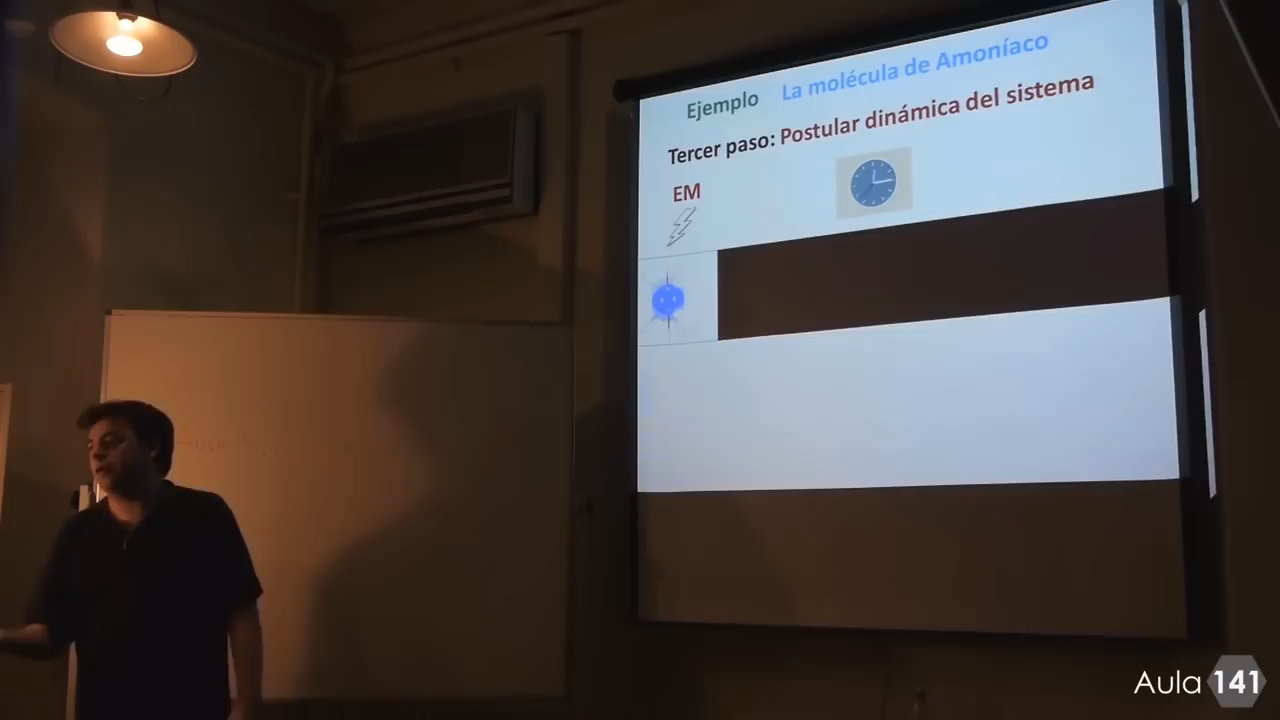 Ejemplo La molécula de Amoníaco
Tercer paso: Postular dinámica del sistema
EM
Aula 141